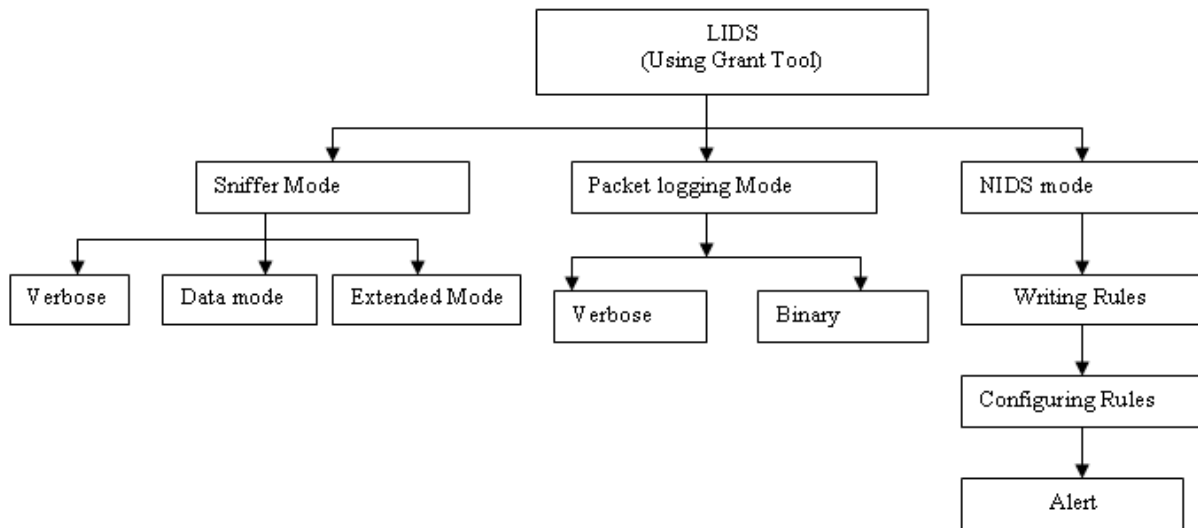 LIDS
(Using Grant Tool)
Sniffer Mode
Packet logging Mode
NIDS mode
Verbose
Data mode
Extended Mode
Verbose
Binary
Writing Rules
Configuring Rules
Alert